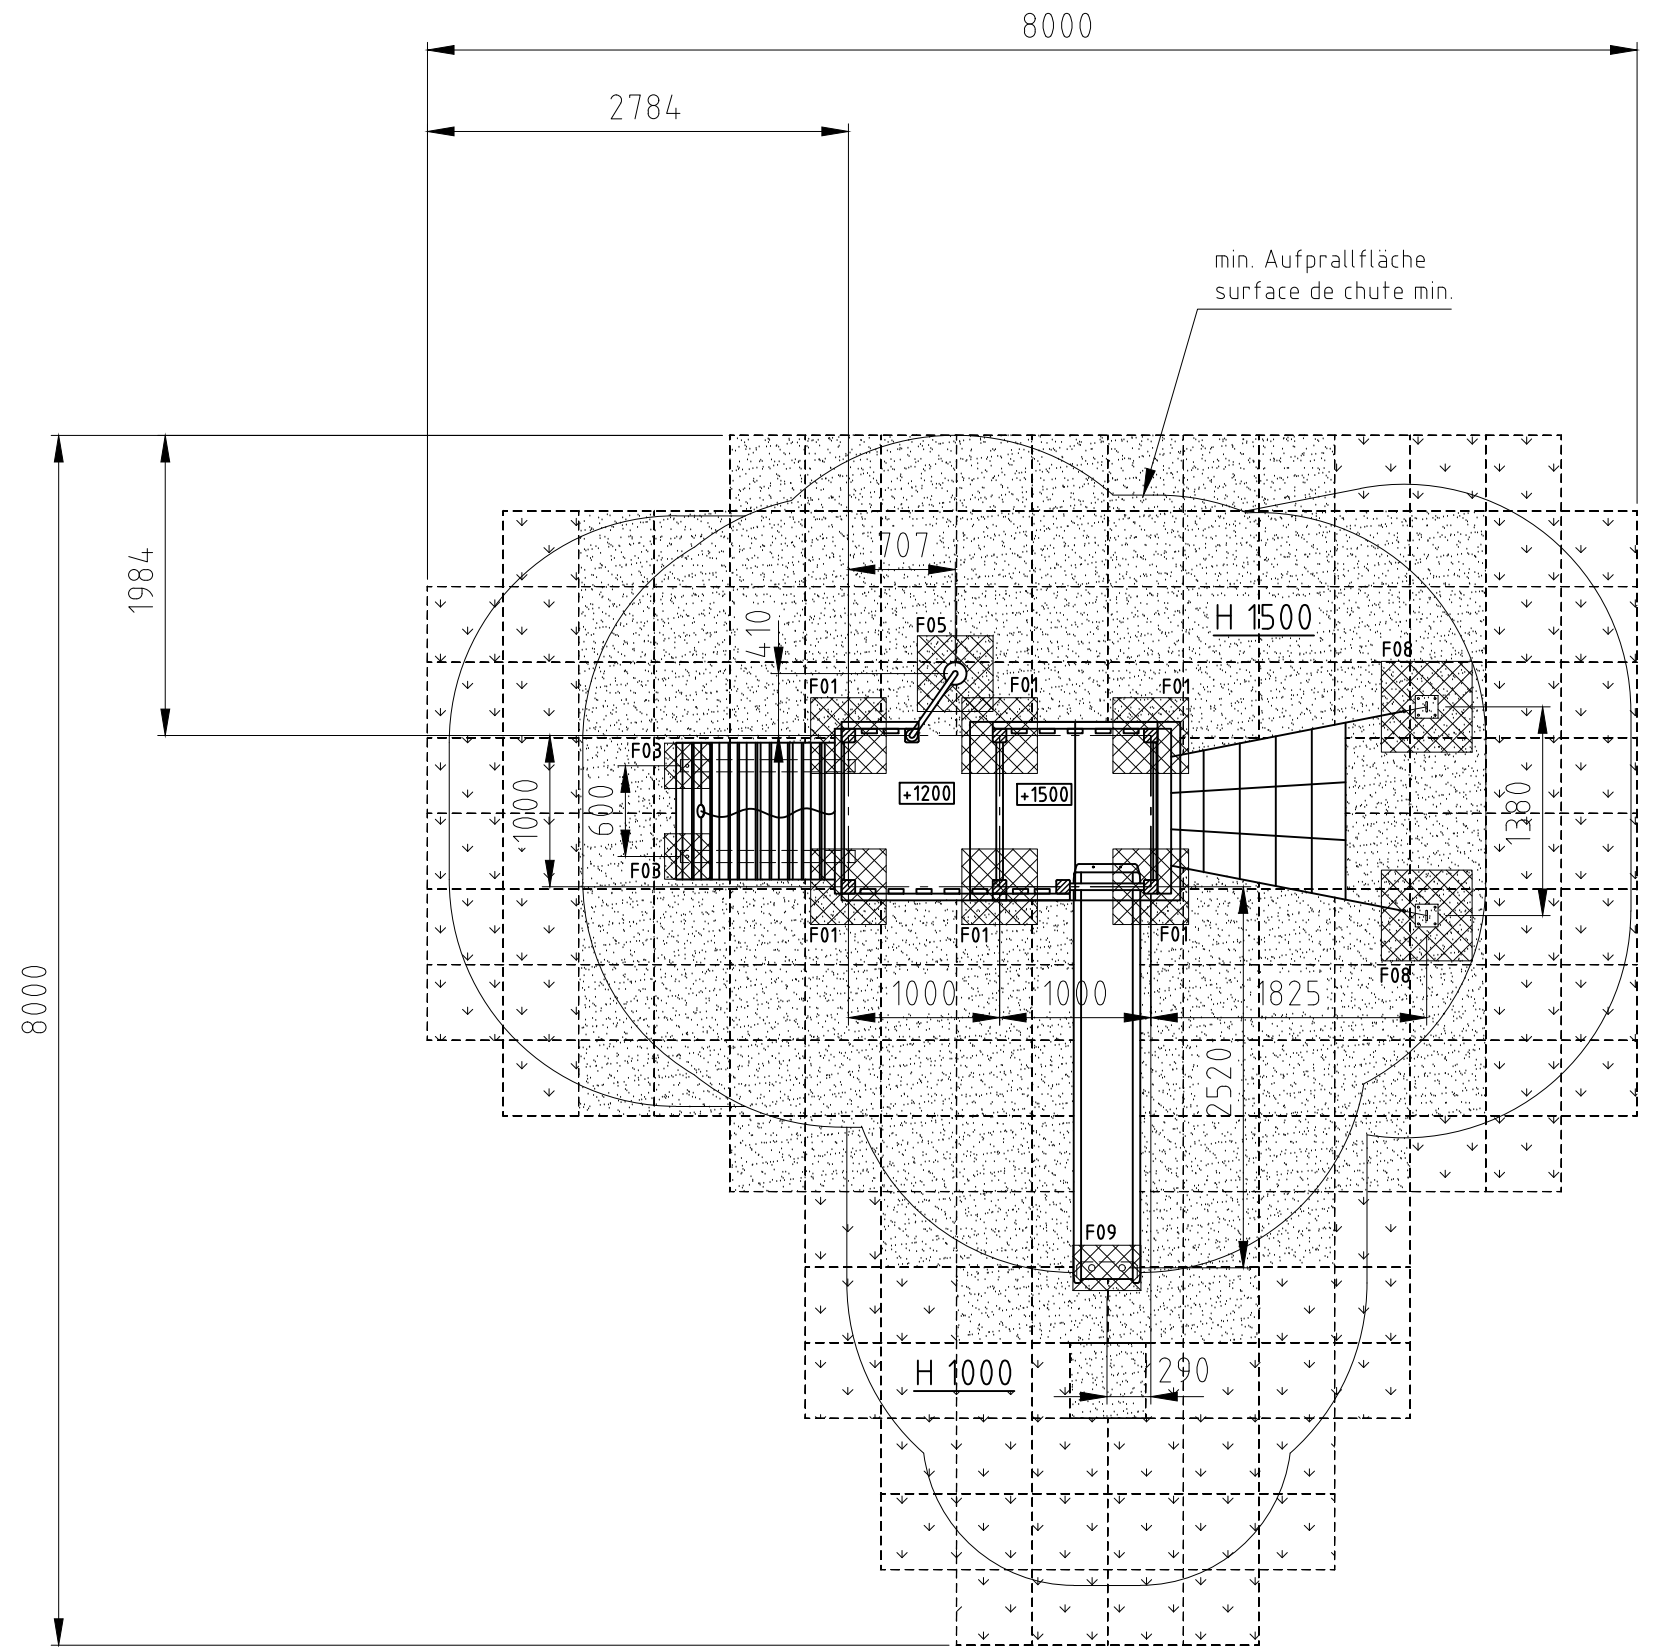 8000
2784
min. Aufprallfläche
surface de chute min.
1984
707
410
H 1500
F05
F08
F01
F01
F01
F03
+1200
+1500
1000
600
1380
F03
F01
F01
F01
F08
8000
1000
1000
1825
2520
F09
H 1000
290